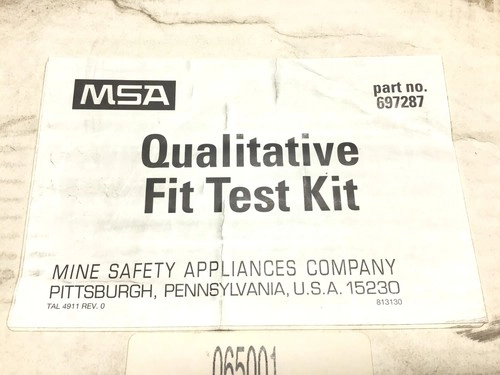 MSA
part no.
697287
Qualitative
Fit Test Kit
MINE SAFETY APPLIANCES COMPANY
PITTSBURGH, PENNSYLVANIA, U.S.A. 15230
TAL 4911 REV. 0
813130
065001